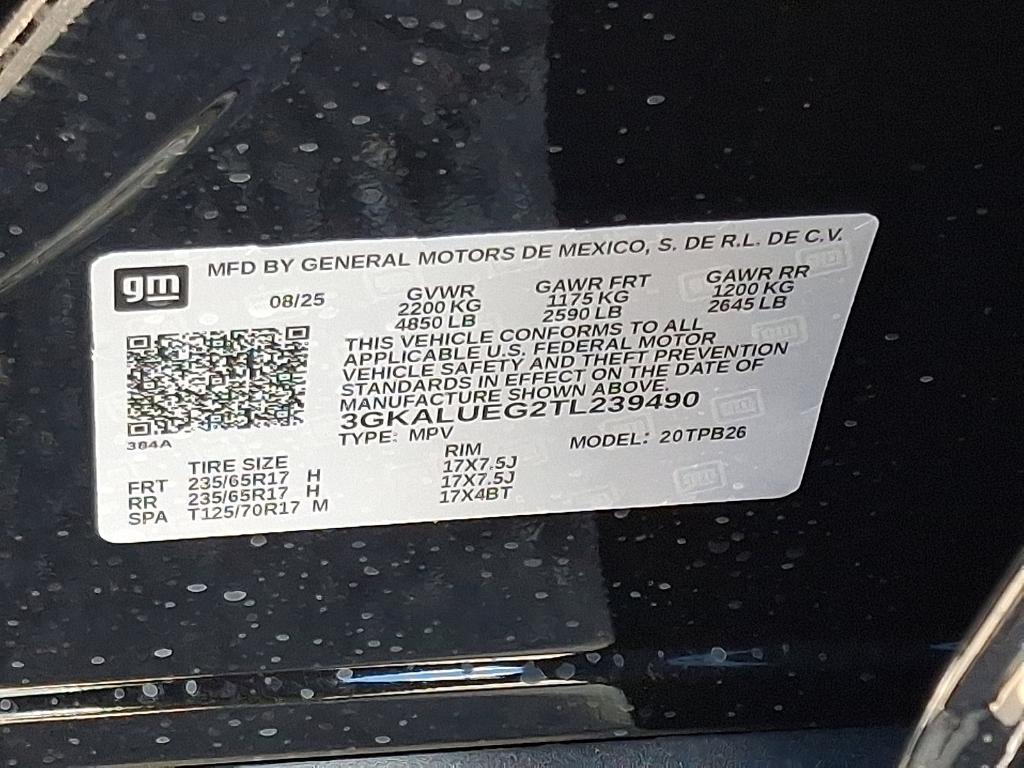 gm
MFD BY GENERAL MOTORS DE MEXICO, S. DE R.L. DE C.V.
08/25 GVWR GAWR FRT GAWR RR
2200 KG 1175 KG 1200 KG
4850 LB 2590 LB 2645 LB
THIS VEHICLE CONFORMS TO ALL
APPLICABLE U.S. FEDERAL MOTOR
VEHICLE SAFETY AND THEFT PREVENTION
STANDARDS IN EFFECT ON THE DATE OF
MANUFACTURE SHOWN ABOVE.
3GKALUEG2TL239490
384A
TYPE: MPV MODEL: 20TPB26
TIRE SIZE RIM
FRT 235/65R17 H 17X7.5J
RR 235/65R17 H 17X7.5J
SPA T125/70R17 M 17X4BT